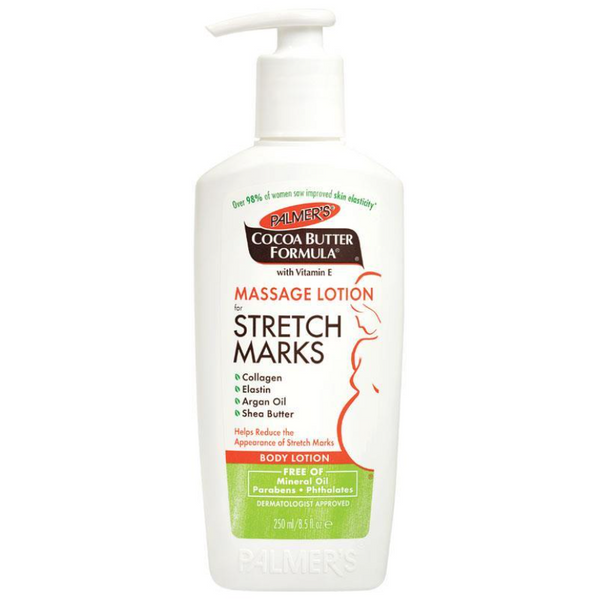 Over 98% of women saw improved skin elasticity*
PALMER'S®
COCOA BUTTER
FORMULA®
with Vitamin E
MASSAGE LOTION
for
STRETCH
MARKS
Collagen
Elastin
Argan Oil
Shea Butter
Helps Reduce the
Appearance of Stretch Marks
BODY LOTION
FREE OF
Mineral Oil
Parabens • Phthalates
DERMATOLOGIST APPROVED
250 ml/8.5 fl. oz e
PALMER'S